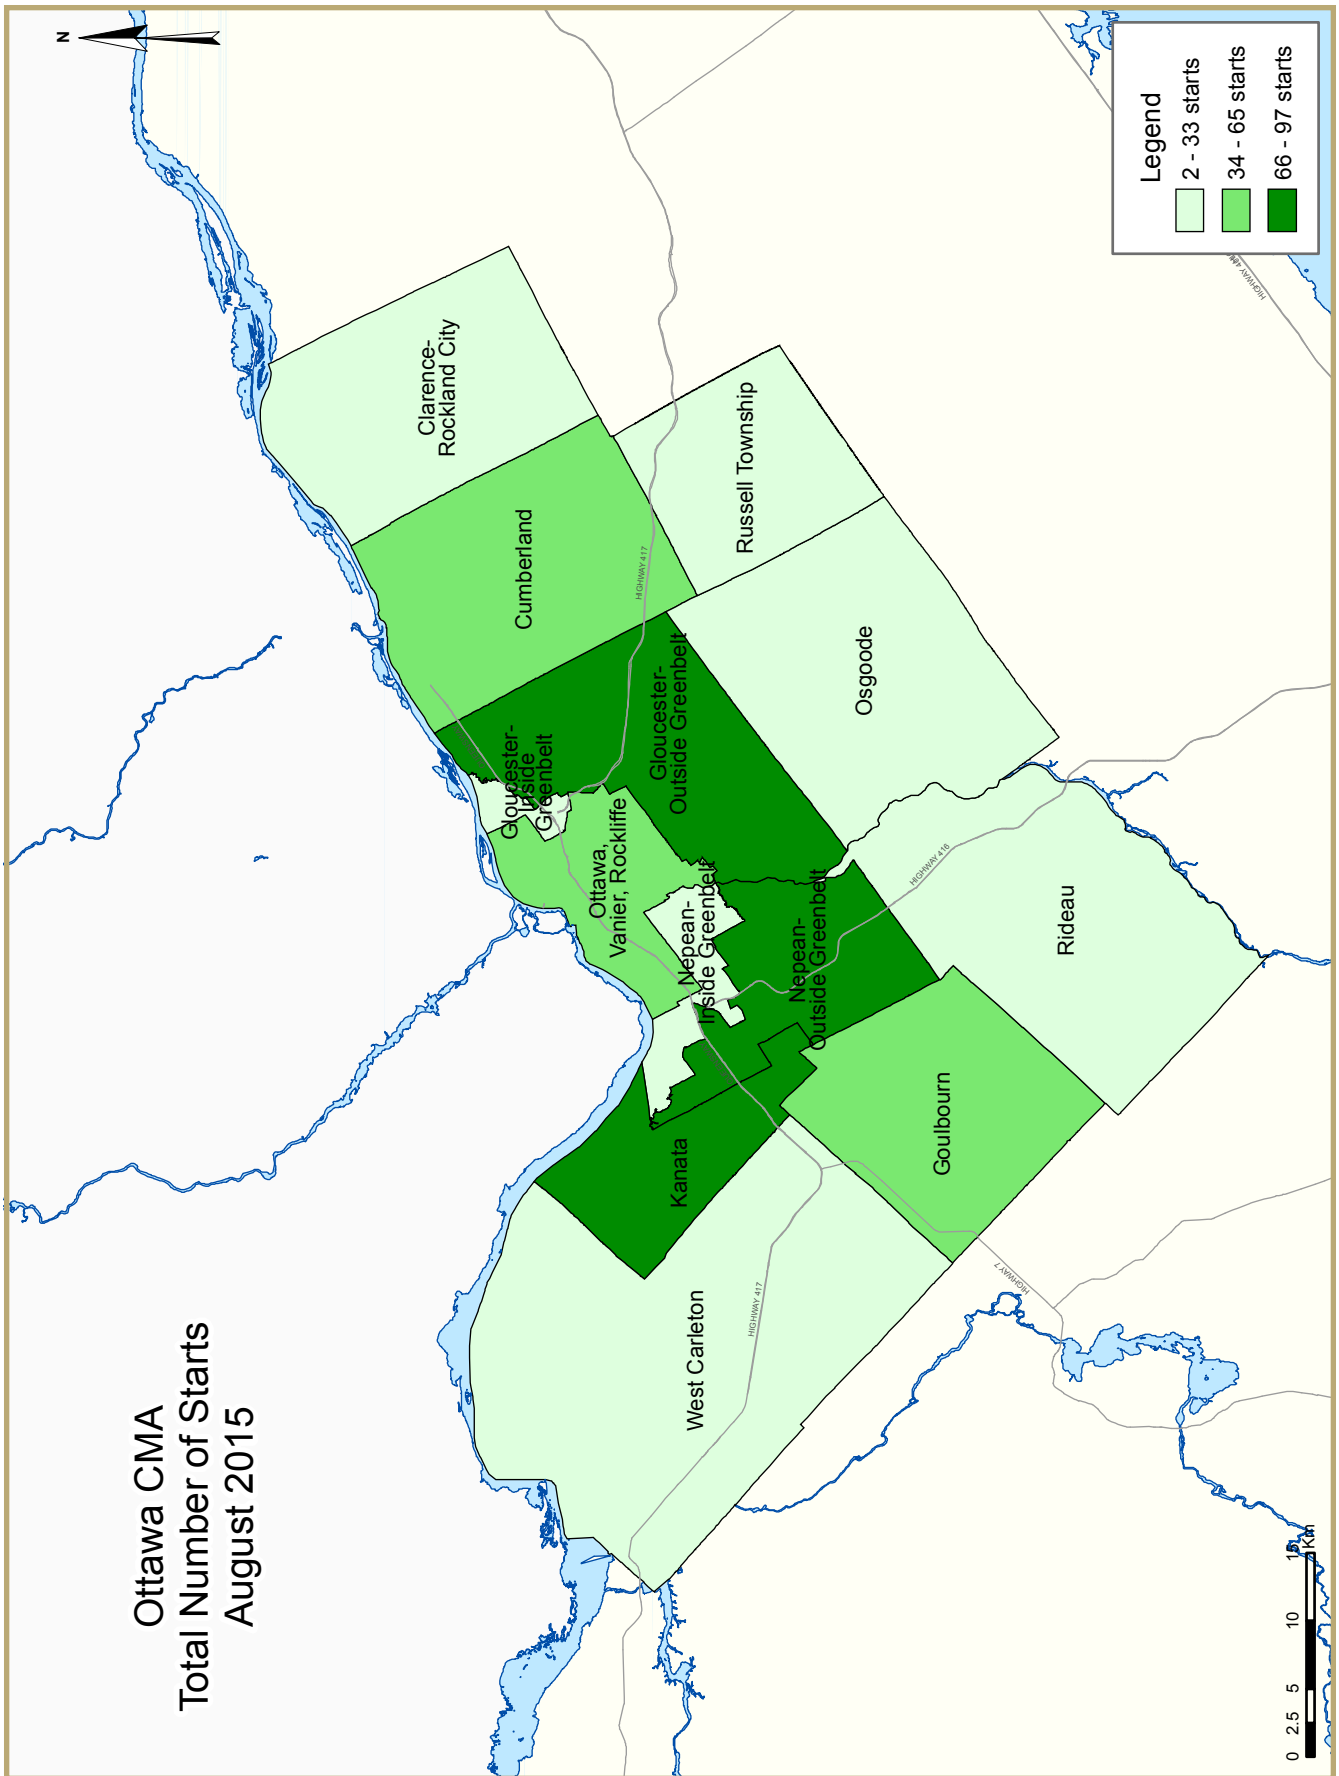 Ottawa CMA
Total Number of Starts
August 2015
N
West Carleton
Kanata
Goulbourn
Nepean-
Inside Greenbelt
Nepean-
Outside Greenbelt
Ottawa,
Vanier, Rockliffe
Gloucester-
Inside
Greenbelt
Gloucester-
Outside Greenbelt
Rideau
Osgoode
Cumberland
Russell Township
Clarence-
Rockland City
HIGHWAY 417
HIGHWAY 7
HIGHWAY 416
HIGHWAY 417
HIGHWAY
0 2.5 5 10 15
Km
Legend
2 - 33 starts
34 - 65 starts
66 - 97 starts